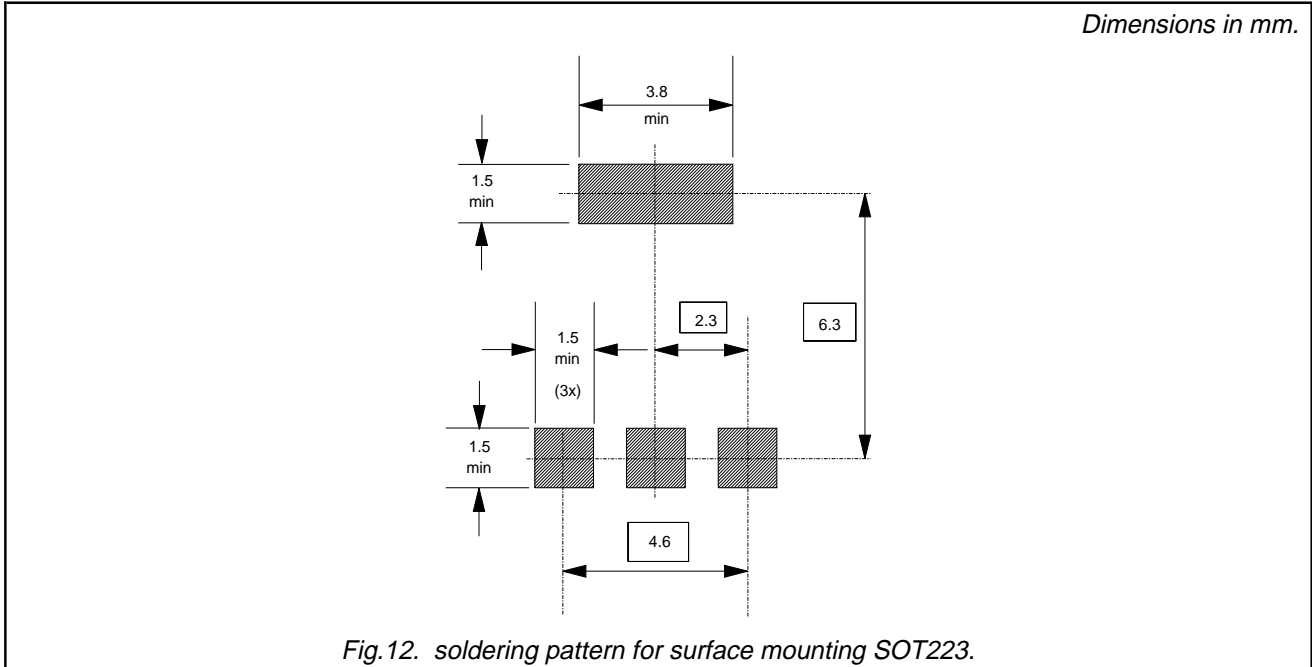 Dimensions in mm.
3.8
min
1.5
min
2.3
6.3
1.5
min
(3x)
1.5
min
4.6
Fig.12. soldering pattern for surface mounting SOT223.